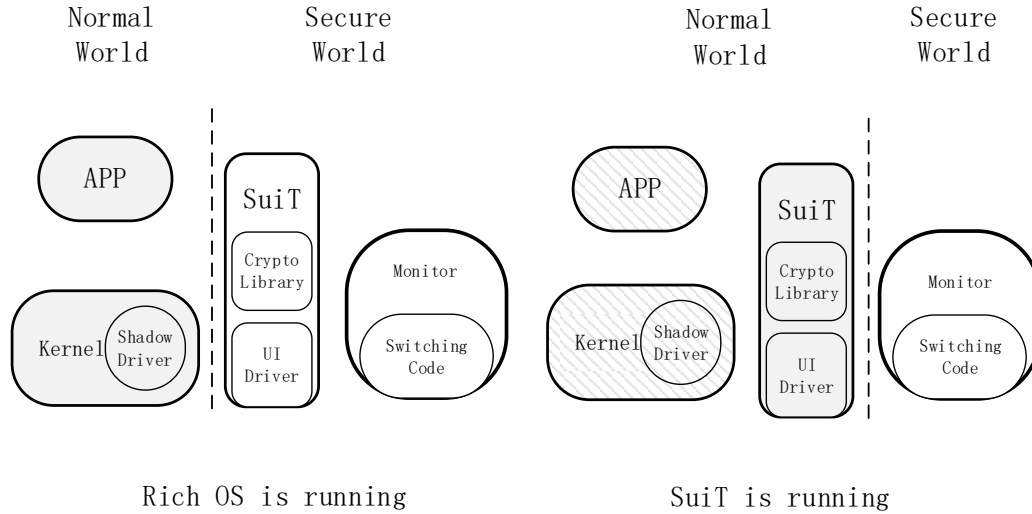 Normal
World
Secure
World
APP
SuiT
Crypto
Library
UI
Driver
Kernel
Shadow
Driver
Monitor
Switching
Code
Rich OS is running
Normal
World
Secure
World
APP
SuiT
Crypto
Library
UI
Driver
Kernel
Shadow
Driver
Monitor
Switching
Code
SuiT is running